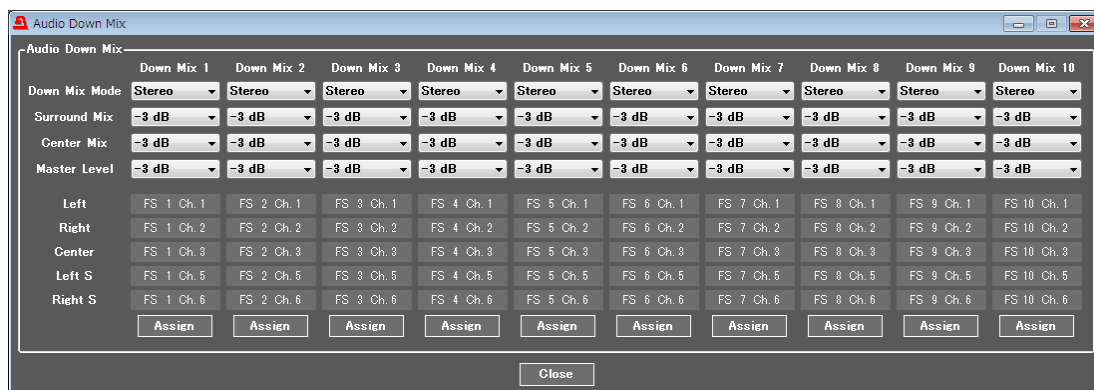 Audio Down Mix
Audio Down Mix
Down Mix 1 Down Mix 2 Down Mix 3 Down Mix 4 Down Mix 5 Down Mix 6 Down Mix 7 Down Mix 8 Down Mix 9 Down Mix 10
Down Mix Mode Stereo Stereo Stereo Stereo Stereo Stereo Stereo Stereo Stereo Stereo
Surround Mix -3 dB -3 dB -3 dB -3 dB -3 dB -3 dB -3 dB -3 dB -3 dB -3 dB
Center Mix -3 dB -3 dB -3 dB -3 dB -3 dB -3 dB -3 dB -3 dB -3 dB -3 dB
Master Level -3 dB -3 dB -3 dB -3 dB -3 dB -3 dB -3 dB -3 dB -3 dB -3 dB
Left FS 1 Ch. 1 FS 2 Ch. 1 FS 3 Ch. 1 FS 4 Ch. 1 FS 5 Ch. 1 FS 6 Ch. 1 FS 7 Ch. 1 FS 8 Ch. 1 FS 9 Ch. 1 FS 10 Ch. 1
Right FS 1 Ch. 2 FS 2 Ch. 2 FS 3 Ch. 2 FS 4 Ch. 2 FS 5 Ch. 2 FS 6 Ch. 2 FS 7 Ch. 2 FS 8 Ch. 2 FS 9 Ch. 2 FS 10 Ch. 2
Center FS 1 Ch. 3 FS 2 Ch. 3 FS 3 Ch. 3 FS 4 Ch. 3 FS 5 Ch. 3 FS 6 Ch. 3 FS 7 Ch. 3 FS 8 Ch. 3 FS 9 Ch. 3 FS 10 Ch. 3
Left S FS 1 Ch. 5 FS 2 Ch. 5 FS 3 Ch. 5 FS 4 Ch. 5 FS 5 Ch. 5 FS 6 Ch. 5 FS 7 Ch. 5 FS 8 Ch. 5 FS 9 Ch. 5 FS 10 Ch. 5
Right S FS 1 Ch. 6 FS 2 Ch. 6 FS 3 Ch. 6 FS 4 Ch. 6 FS 5 Ch. 6 FS 6 Ch. 6 FS 7 Ch. 6 FS 8 Ch. 6 FS 9 Ch. 6 FS 10 Ch. 6
Assign Assign Assign Assign Assign Assign Assign Assign Assign Assign
Close